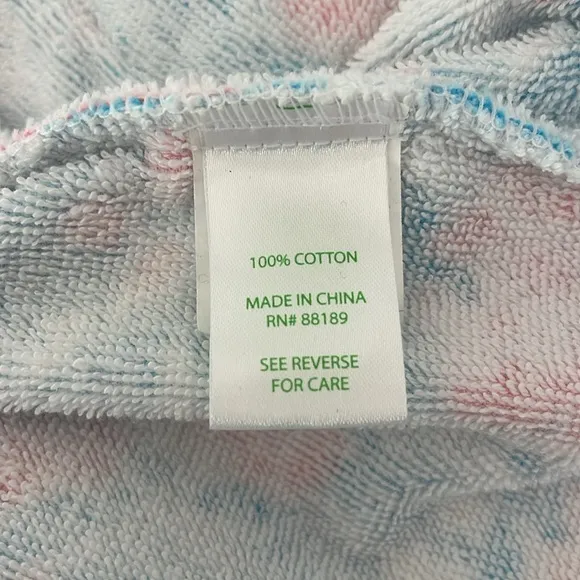 100% COTTON
MADE IN CHINA
RN# 88189
SEE REVERSE
FOR CARE